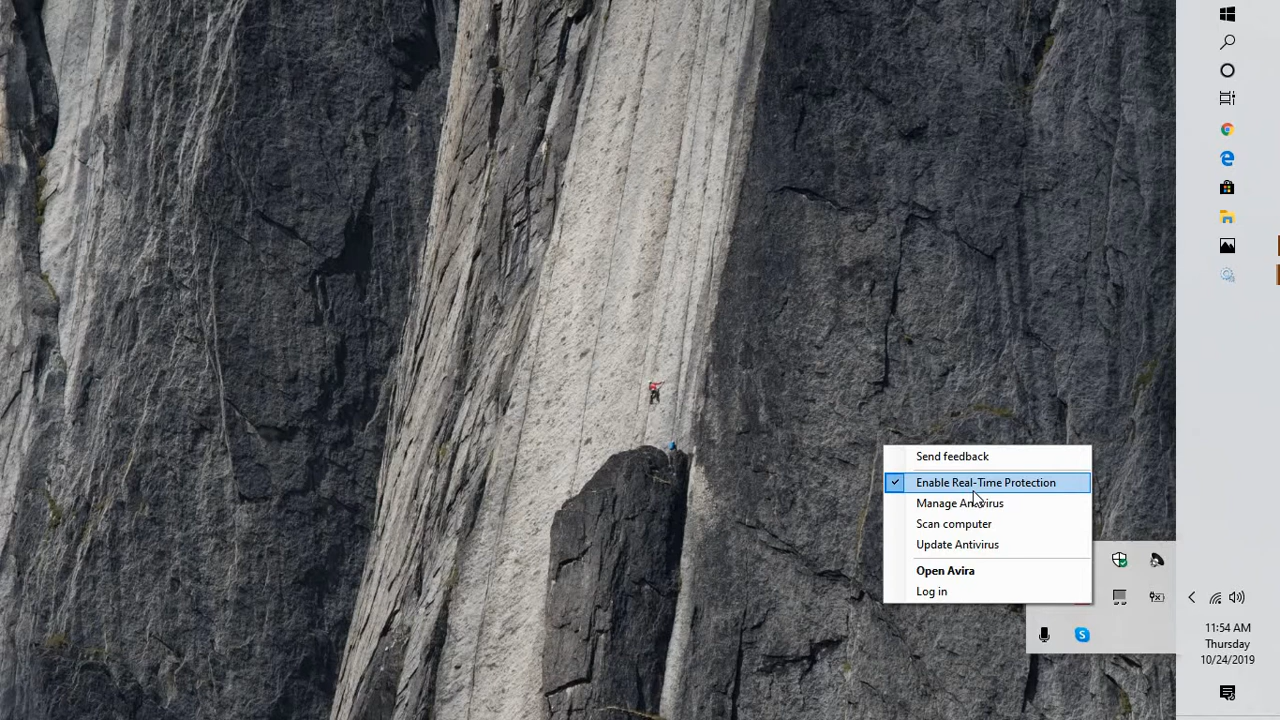 Send feedback
Enable Real-Time Protection
Manage Antivirus
Scan computer
Update Antivirus
Open Avira
Log in
11:54 AM
Thursday
10/24/2019